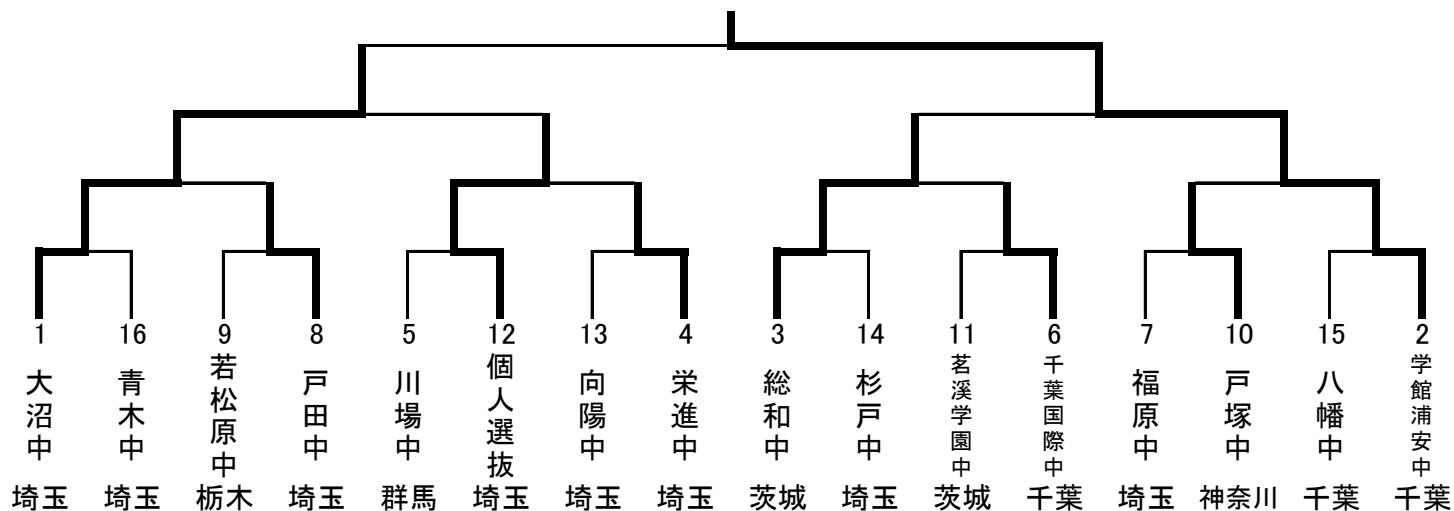 1 16 9 8 5 12 13 4 3 14 11 6 7 10 15 2
大沼中
青木中
若松原中
戸田中
川場中
個人選抜
向陽中
栄進中
総和中
杉戸中
茗溪学園中
千葉国際中
福原中
戸塚中
八幡中
学館浦安中
埼玉 埼玉 栃木 埼玉 群馬 埼玉 埼玉 埼玉 茨城 埼玉 茨城 千葉 埼玉 神奈川 千葉 千葉